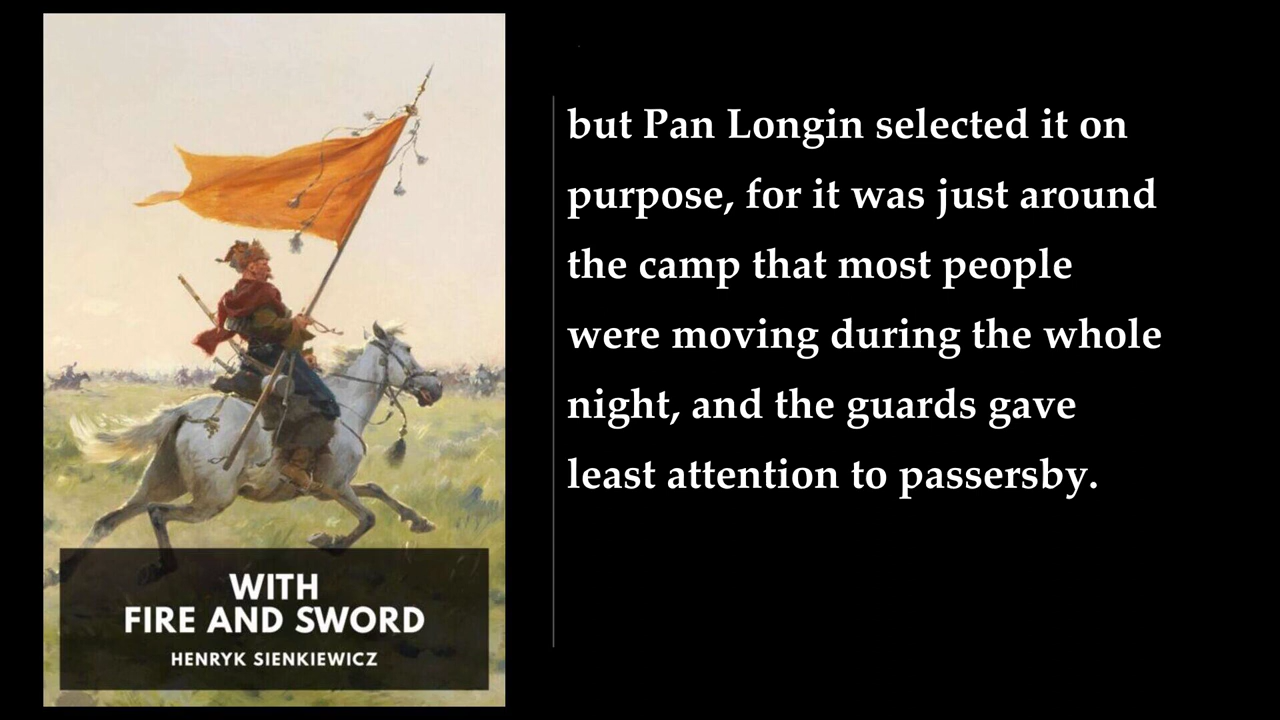 but Pan Longin selected it on
purpose, for it was just around
the camp that most people
were moving during the whole
night, and the guards gave
least attention to passersby.
WITH
FIRE AND SWORD
HENRYK SIENKIEWICZ